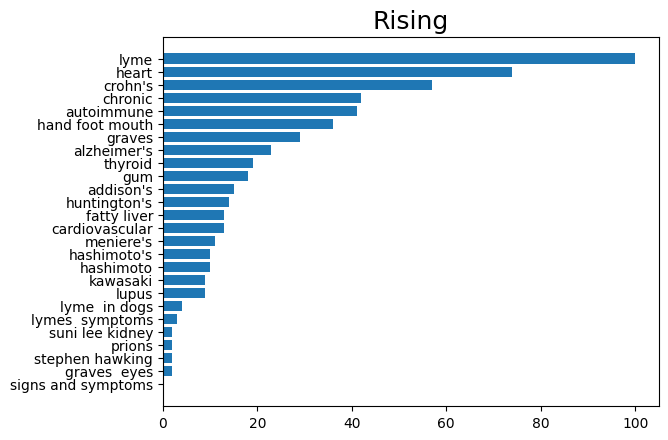 Rising
lyme
heart
crohn's
chronic
autoimmune
hand foot mouth
graves
alzheimer's
thyroid
gum
addison's
huntington's
fatty liver
cardiovascular
meniere's
hashimoto's
hashimoto
kawasaki
lupus
lyme  in dogs
lymes  symptoms
suni lee kidney
prions
stephen hawking
graves  eyes
signs and symptoms
0 20 40 60 80 100